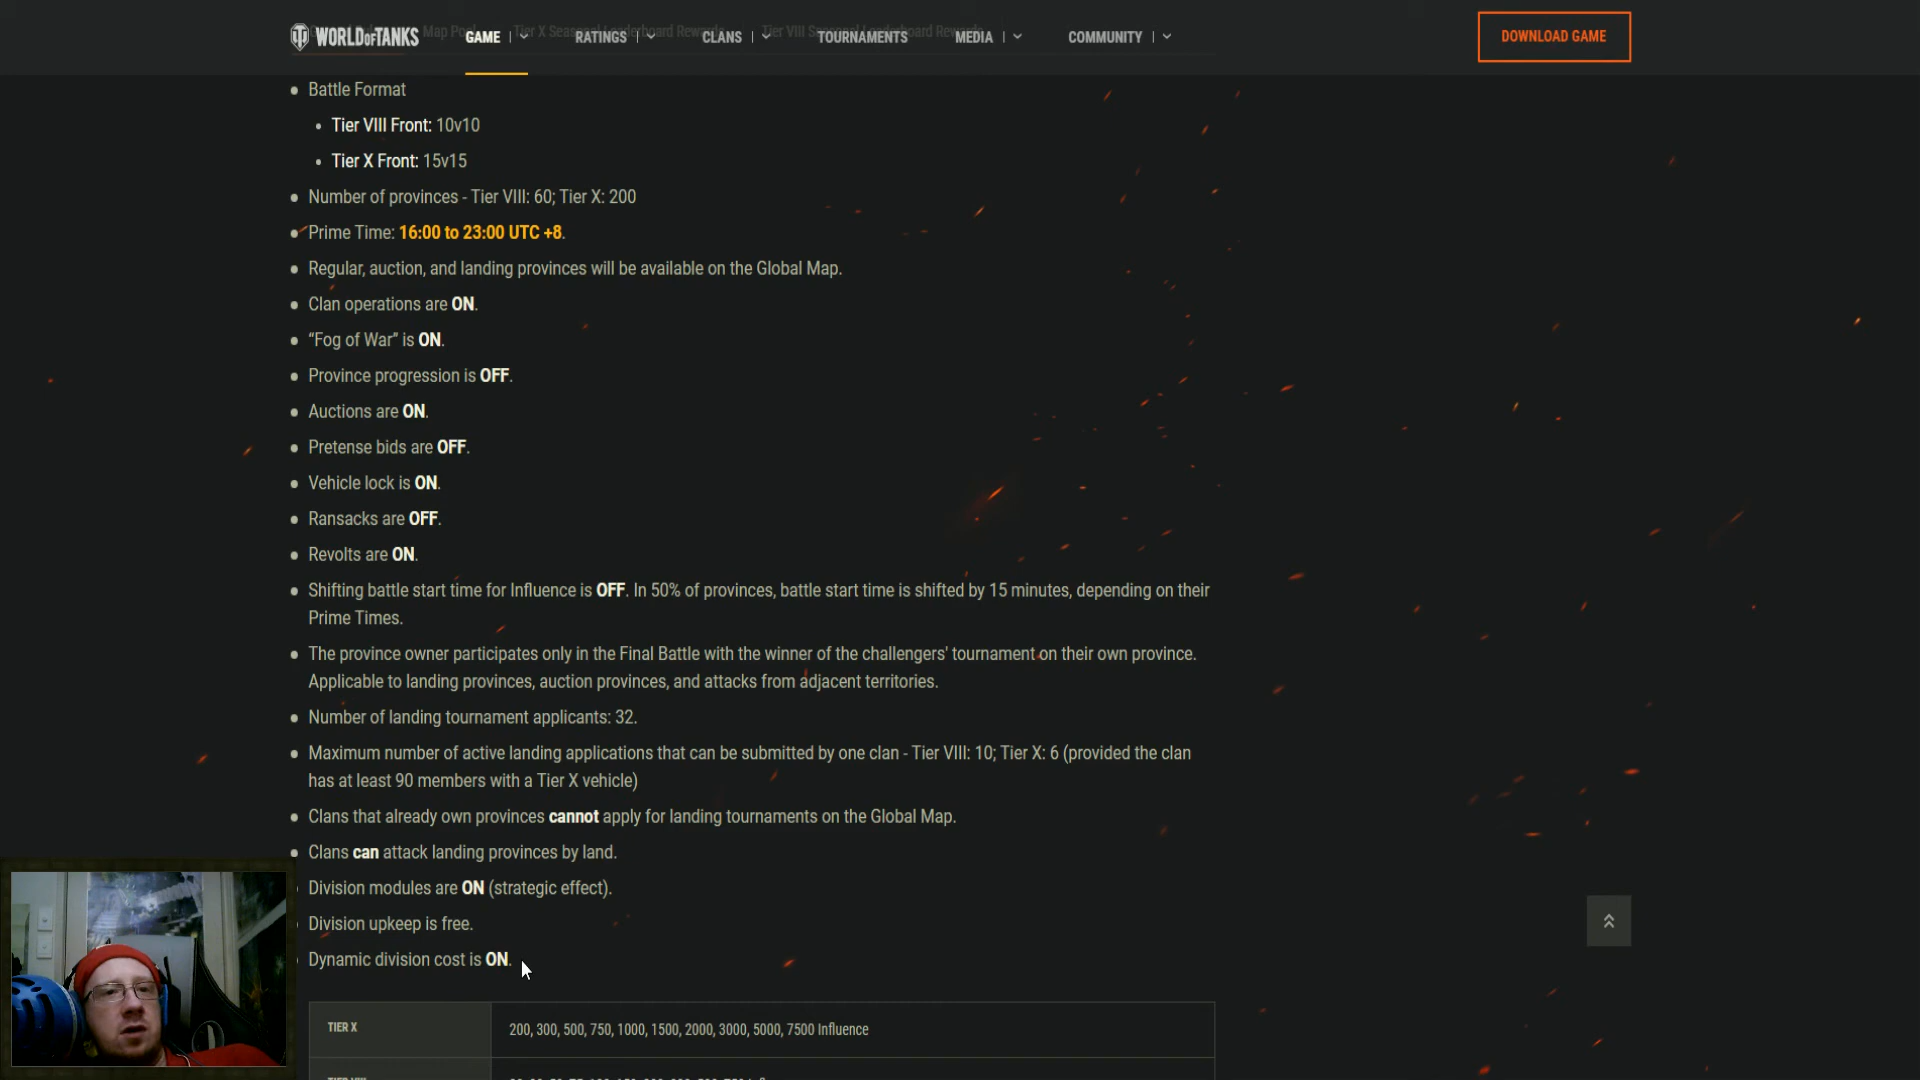 WORLD OF TANKS GAME RATINGS CLANS TOURNAMENTS MEDIA COMMUNITY DOWNLOAD GAME
Battle Format
Tier VIII Front: 10v10
Tier X Front: 15v15
Number of provinces - Tier VIII: 60; Tier X: 200
Prime Time: 16:00 to 23:00 UTC +8.
Regular, auction, and landing provinces will be available on the Global Map.
Clan operations are ON.
“Fog of War” is ON.
Province progression is OFF.
Auctions are ON.
Pretense bids are OFF.
Vehicle lock is ON.
Ransacks are OFF.
Revolts are ON.
Shifting battle start time for Influence is OFF. In 50% of provinces, battle start time is shifted by 15 minutes, depending on their
Prime Times.
The province owner participates only in the Final Battle with the winner of the challengers' tournament on their own province.
Applicable to landing provinces, auction provinces, and attacks from adjacent territories.
Number of landing tournament applicants: 32.
Maximum number of active landing applications that can be submitted by one clan - Tier VIII: 10; Tier X: 6 (provided the clan
has at least 90 members with a Tier X vehicle)
Clans that already own provinces cannot apply for landing tournaments on the Global Map.
Clans can attack landing provinces by land.
Division modules are ON (strategic effect).
Division upkeep is free.
Dynamic division cost is ON.
TIER X 200, 300, 500, 750, 1000, 1500, 2000, 3000, 5000, 7500 Influence